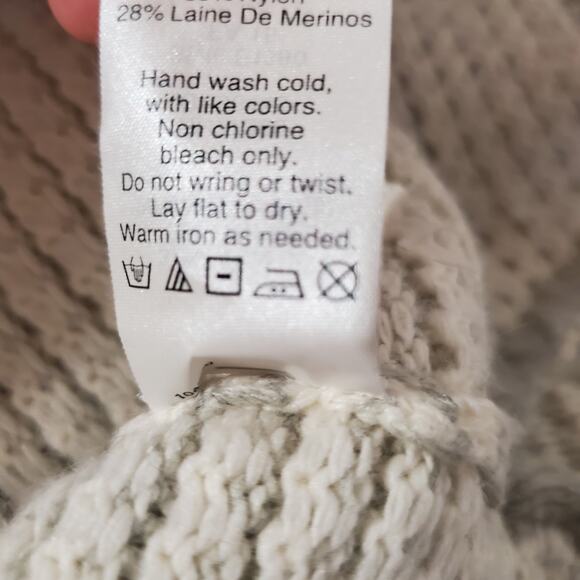 28% Laine De Merinos
Hand wash cold,
with like colors.
Non chlorine
bleach only.
Do not wring or twist.
Lay flat to dry.
Warm iron as needed.